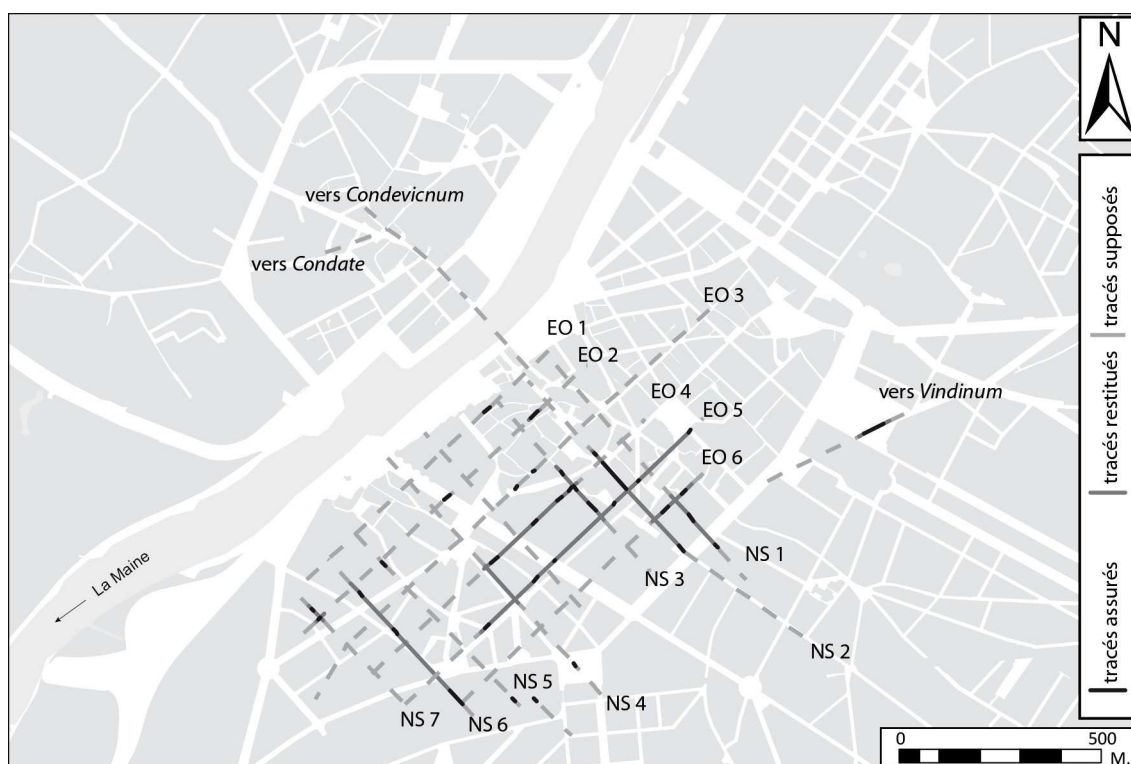 N
vers Condevicnum
vers Condate
EO 1
EO 2
EO 3
EO 4
EO 5
EO 6
vers Vindinum
La Maine
NS 1
NS 2
NS 3
NS 4
NS 5
NS 6
NS 7
tracés supposés
tracés restitués
tracés assurés
0 500
M.